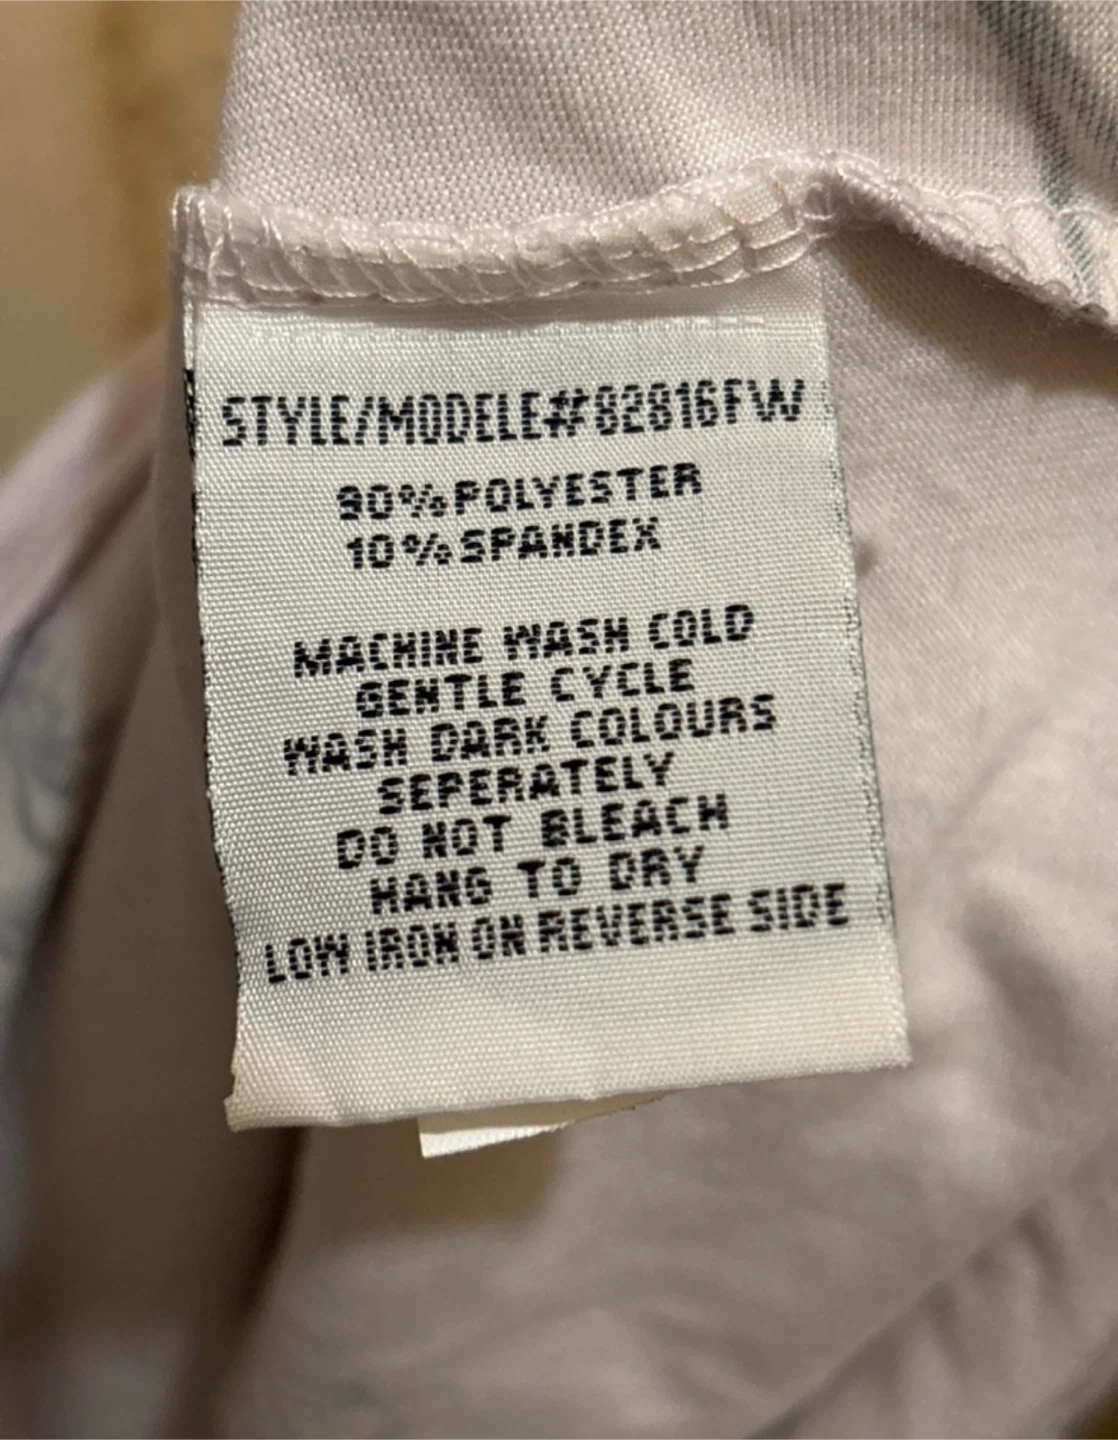 STYLE/MODELE#82816FW
90%POLYESTER
10%SPANDEX
MACHINE WASH COLD
GENTLE CYCLE
WASH DARK COLOURS
SEPERATELY
DO NOT BLEACH
HANG TO DRY
LOW IRON ON REVERSE SIDE